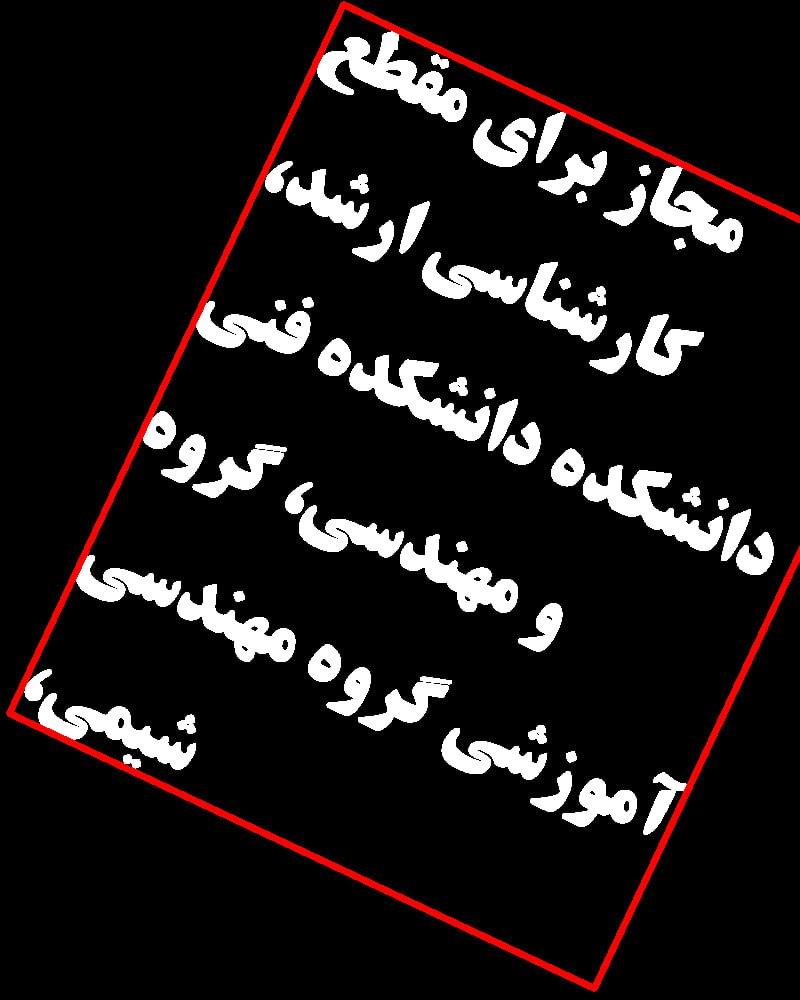 مجاز برای مقطع
کارشناسی ارشد،
دانشکده دانشکده فنی
و مهندسی، گروه
آموزشی گروه مهندسی
شیمی،